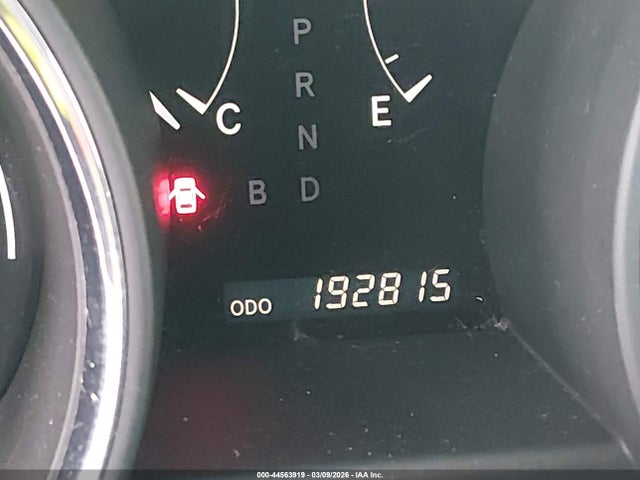 P
R
C E
N
B D
ODO 192815
000-44563919 - 03/09/2026 - IAA Inc.